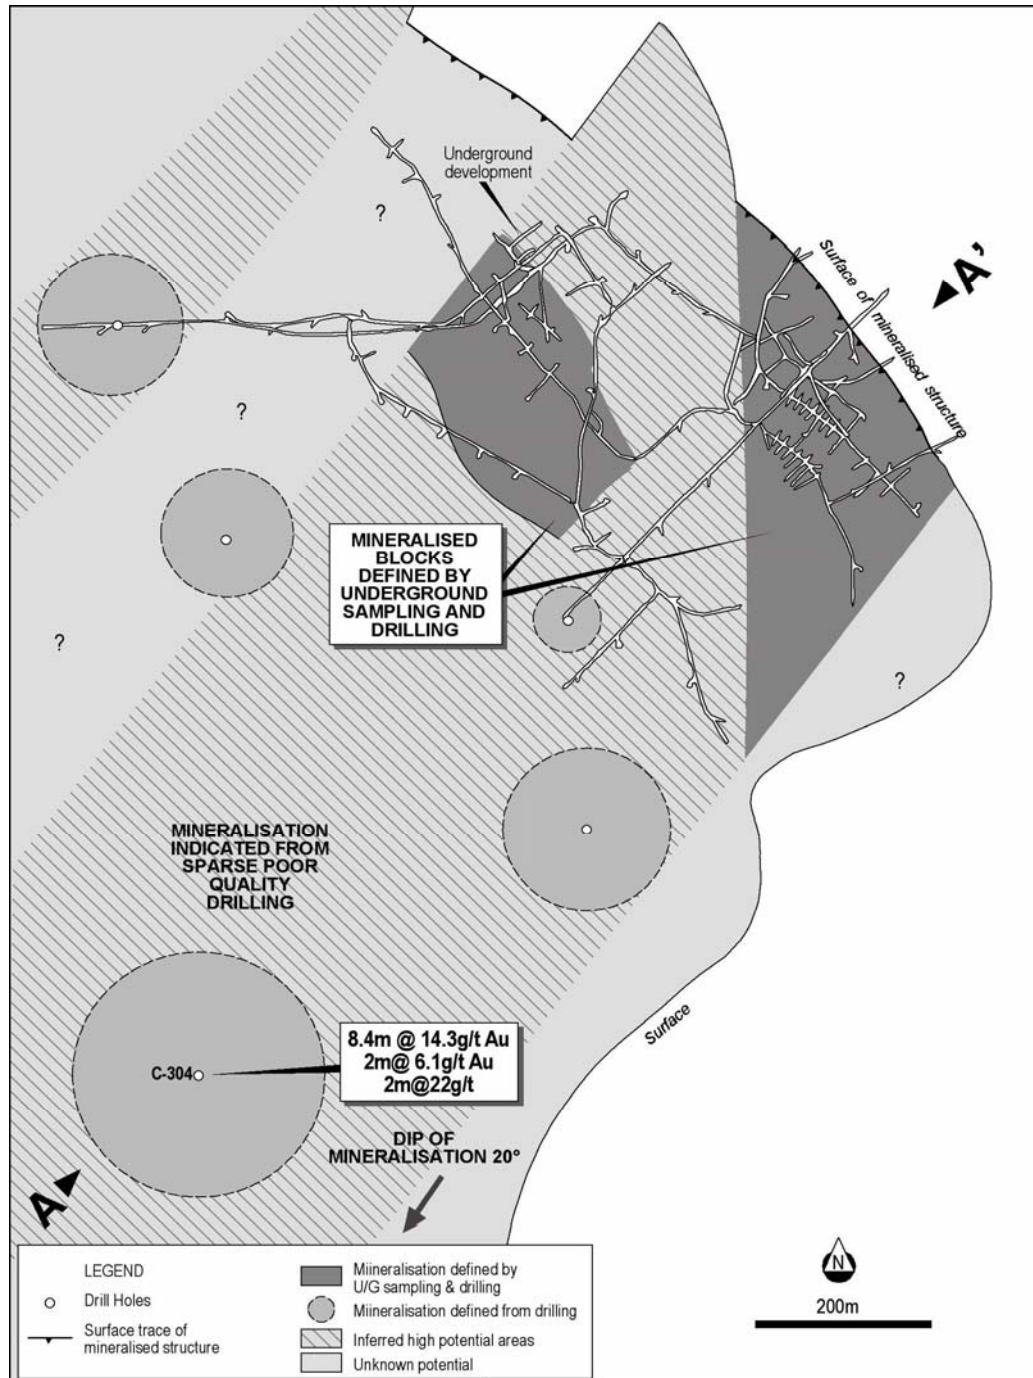 Underground
development
?
A'
Surface of mineralised structure
?
MINERALISED
BLOCKS
DEFINED BY
UNDERGROUND
SAMPLING AND
DRILLING
?
?
MINERALISATION
INDICATED FROM
SPARSE POOR
QUALITY
DRILLING
Surface
8.4m @ 14.3g/t Au
2m@ 6.1g/t Au
2m@22g/t
C-304
DIP OF
MINERALISATION 20°
A
LEGEND
Drill Holes
Surface trace of
mineralised structure
Miineralisation defined by
U/G sampling & drilling
Miineralisation defined from drilling
Inferred high potential areas
Unknown potential
N
200m